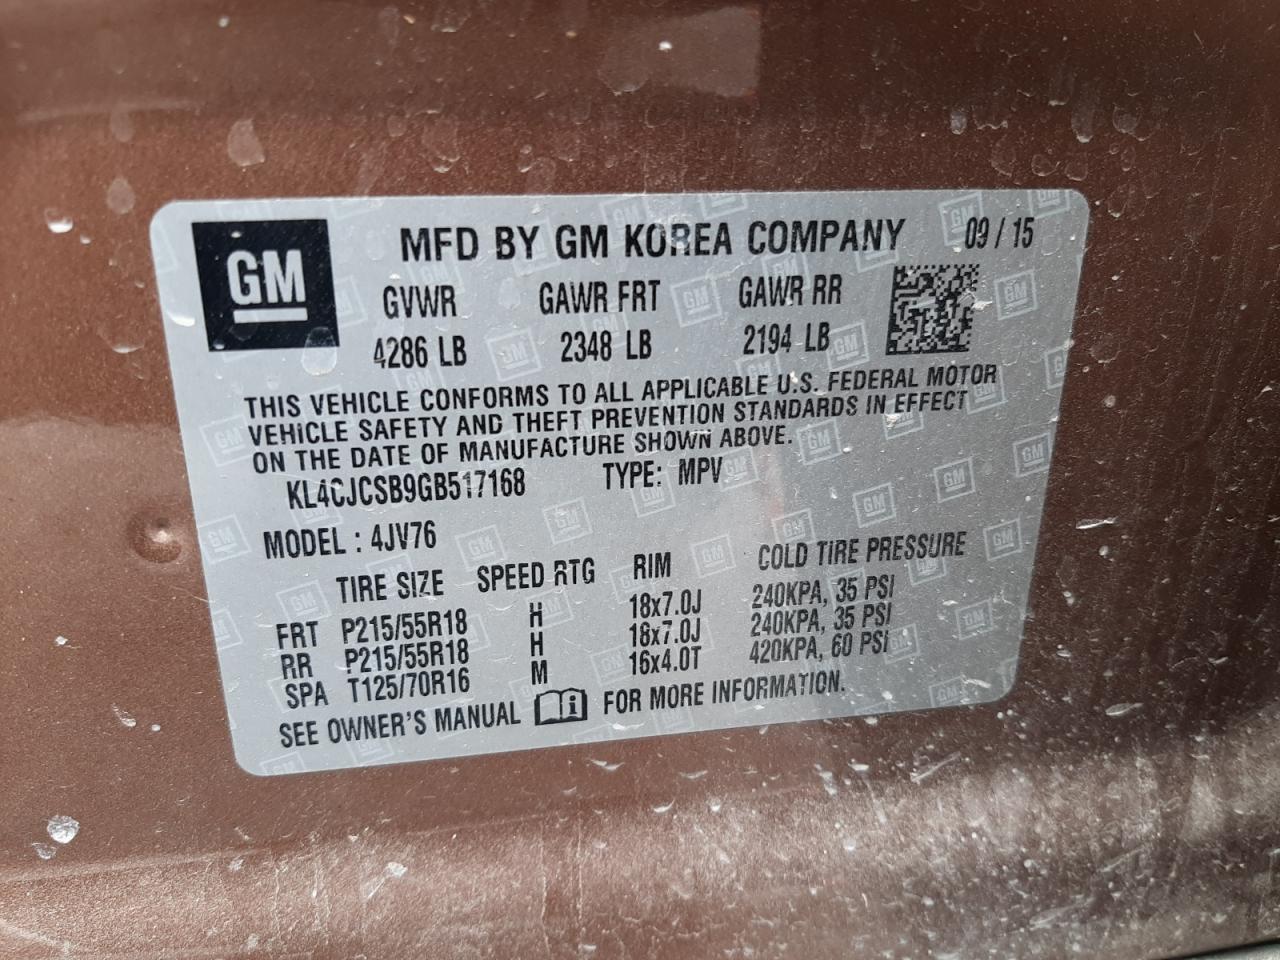 GM
MFD BY GM KOREA COMPANY 09 / 15
GVWR GAWR FRT GAWR RR
4286 LB 2348 LB 2194 LB
THIS VEHICLE CONFORMS TO ALL APPLICABLE U.S. FEDERAL MOTOR
VEHICLE SAFETY AND THEFT PREVENTION STANDARDS IN EFFECT
ON THE DATE OF MANUFACTURE SHOWN ABOVE.
KL4CJCSB9GB517168 TYPE: MPV
MODEL : 4JV76
TIRE SIZE SPEED RTG RIM COLD TIRE PRESSURE
FRT P215/55R18 H 18x7.0J 240KPA, 35 PSI
RR P215/55R18 H 18x7.0J 240KPA, 35 PSI
SPA T125/70R16 M 16x4.0T 420KPA, 60 PSI
SEE OWNER'S MANUAL FOR MORE INFORMATION.